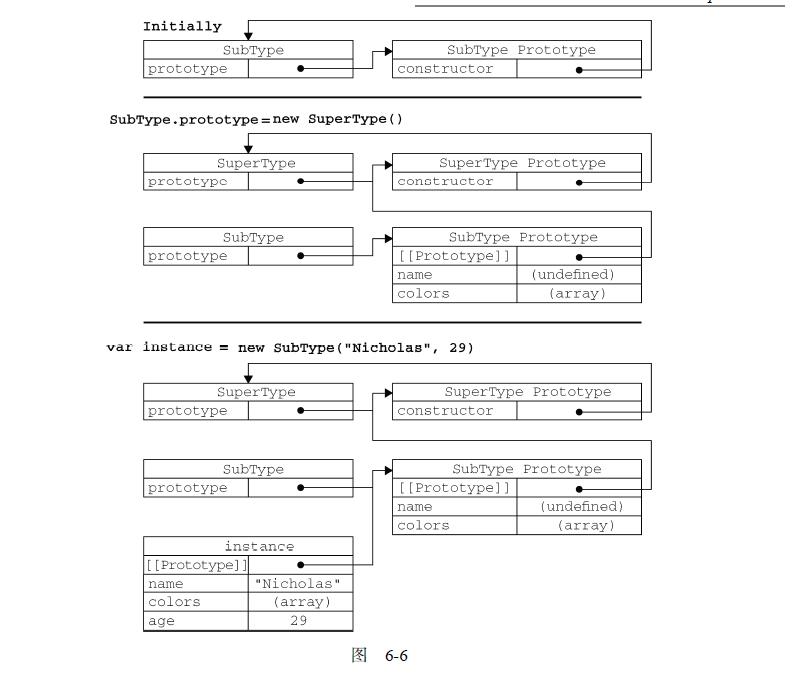 Initially
SubType SubType Prototype
prototype constructor
SubType.prototype=new SuperType()
SuperType SuperType Prototype
prototype constructor
SubType SubType Prototype
prototype [[Prototype]]
name (undefined)
colors (array)
var instance = new SubType("Nicholas", 29)
SuperType SuperType Prototype
prototype constructor
SubType SubType Prototype
prototype [[Prototype]]
name (undefined)
colors (array)
instance
[[Prototype]]
name "Nicholas"
colors (array)
age 29
图 6-6